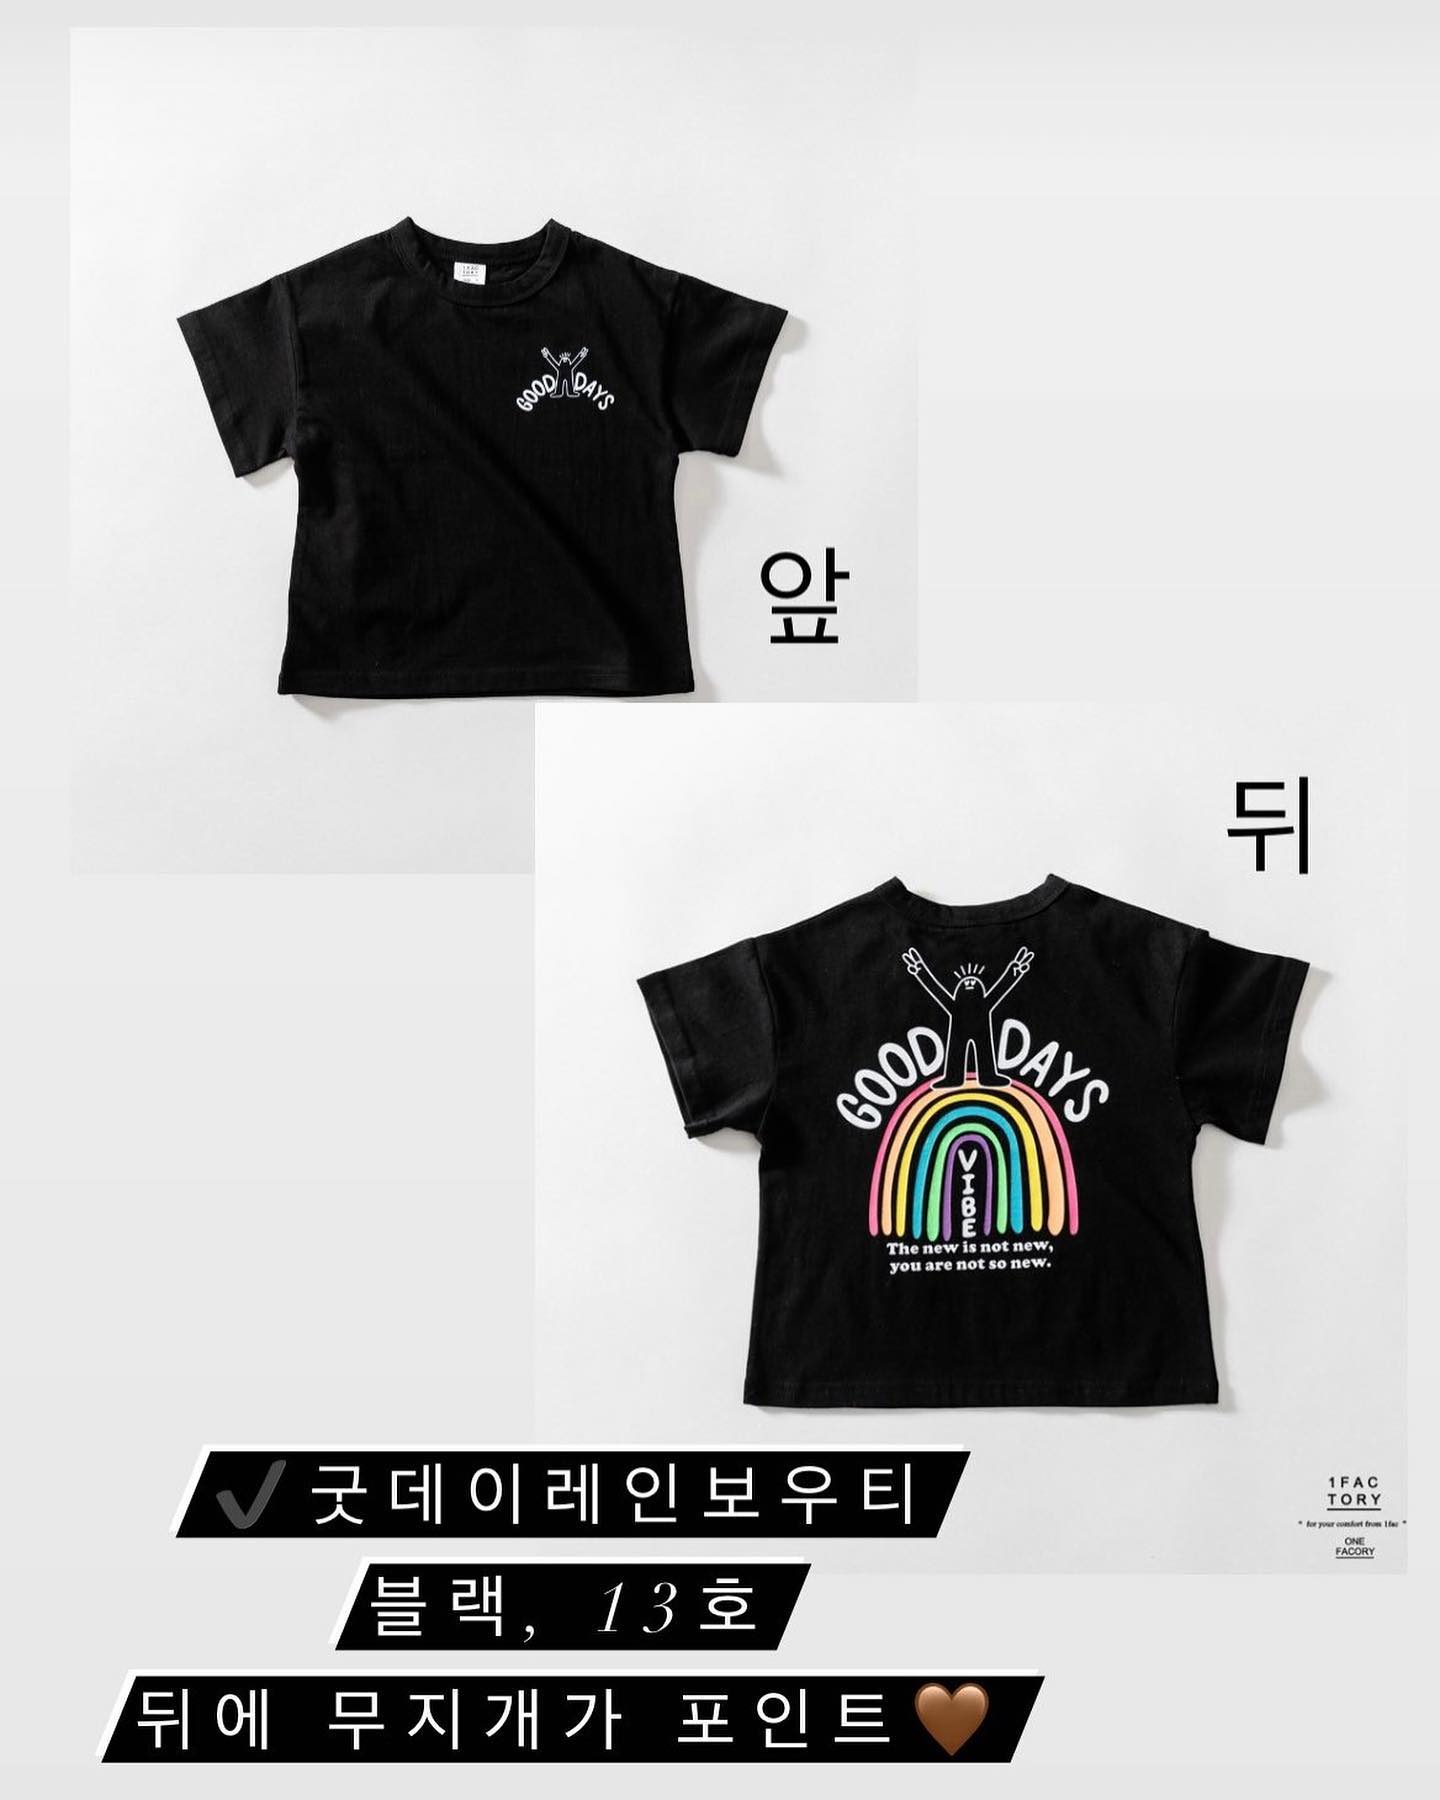 1FAC
TORY
GOOD DAYS
앞
뒤
GOOD DAYS
VIBE
The new is not new,
you are not so new.
✔️굿데이레인보우티
블랙, 13호
뒤에 무지개가 포인트🤎
1FAC
TORY
" for your comfort from 1fac "
ONE
FACORY